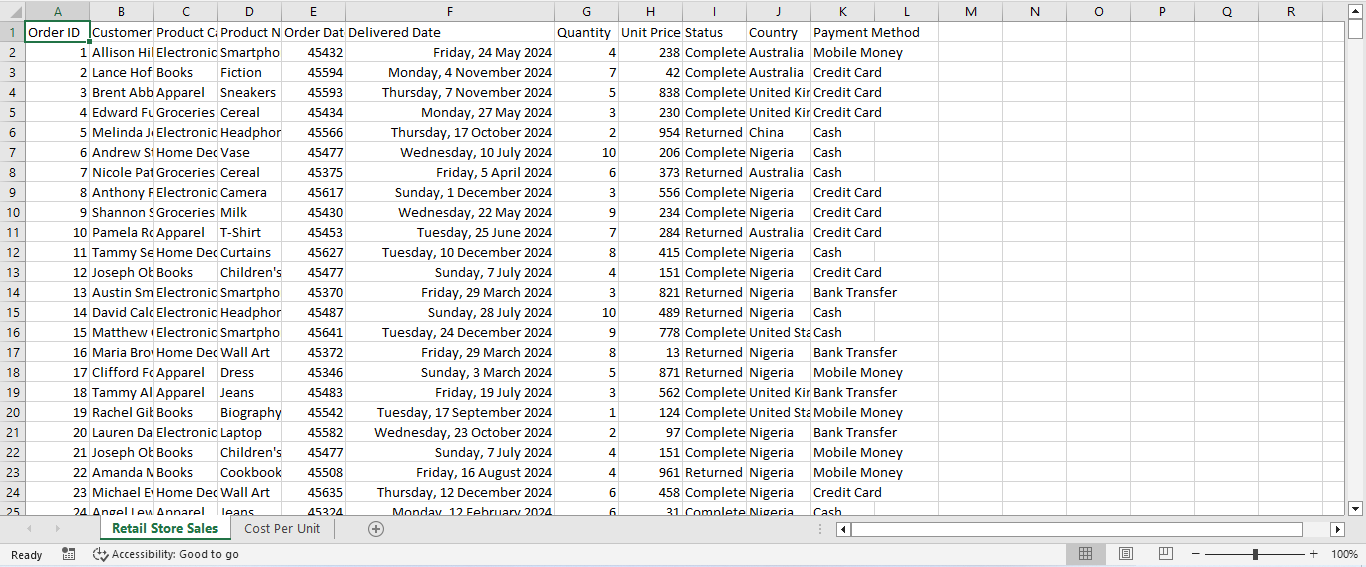 A B C D E F G H I J K L M N O P Q R
1 Order ID Customer Product Ca Product N Order Dat Delivered Date Quantity Unit Price Status Country Payment Method
2 1 Allison Hil Electronic Smartpho 45432 Friday, 24 May 2024 4 238 Complete Australia Mobile Money
3 2 Lance Hof Books Fiction 45594 Monday, 4 November 2024 7 42 Complete Australia Credit Card
4 3 Brent Abb Apparel Sneakers 45593 Thursday, 7 November 2024 5 838 Complete United Kin Credit Card
5 4 Edward Fu Groceries Cereal 45434 Monday, 27 May 2024 3 230 Complete United Kin Credit Card
6 5 Melinda Jo Electronic Headphon 45566 Thursday, 17 October 2024 2 954 Returned China Cash
7 6 Andrew St Home Dec Vase 45477 Wednesday, 10 July 2024 10 206 Complete Nigeria Cash
8 7 Nicole Pat Groceries Cereal 45375 Friday, 5 April 2024 6 373 Returned Australia Cash
9 8 Anthony Electronic Camera 45617 Sunday, 1 December 2024 3 556 Complete Nigeria Credit Card
10 9 Shannon S Groceries Milk 45430 Wednesday, 22 May 2024 9 234 Complete Nigeria Credit Card
11 10 Pamela Ro Apparel T-Shirt 45453 Tuesday, 25 June 2024 7 284 Returned Australia Credit Card
12 11 Tammy Se Home Dec Curtains 45627 Tuesday, 10 December 2024 8 415 Complete Nigeria Cash
13 12 Joseph Ob Books Children's 45477 Sunday, 7 July 2024 4 151 Complete Nigeria Credit Card
14 13 Austin Sm Electronic Smartpho 45370 Friday, 29 March 2024 3 821 Returned Nigeria Bank Transfer
15 14 David Calc Electronic Headphon 45487 Sunday, 28 July 2024 10 489 Returned Nigeria Cash
16 15 Matthew Electronic Smartpho 45641 Tuesday, 24 December 2024 9 778 Complete United Sta Cash
17 16 Maria Brow Home Dec Wall Art 45372 Friday, 29 March 2024 8 13 Returned Nigeria Bank Transfer
18 17 Clifford Fo Apparel Dress 45346 Sunday, 3 March 2024 5 871 Returned Nigeria Mobile Money
19 18 Tammy Al Apparel Jeans 45483 Friday, 19 July 2024 3 562 Complete United Kin Bank Transfer
20 19 Rachel Gib Books Biography 45542 Tuesday, 17 September 2024 1 124 Complete United Sta Mobile Money
21 20 Lauren Da Electronic Laptop 45582 Wednesday, 23 October 2024 2 97 Complete Nigeria Bank Transfer
22 21 Joseph Ob Books Children's 45477 Sunday, 7 July 2024 4 151 Complete Nigeria Mobile Money
23 22 Amanda M Books Cookbook 45508 Friday, 16 August 2024 4 961 Returned Nigeria Mobile Money
24 23 Michael Ev Home Dec Wall Art 45635 Thursday, 12 December 2024 6 458 Complete Nigeria Credit Card
25 24 Angel Lew Apparel Jeans 45324 Monday, 12 February 2024 6 31 Complete Nigeria Cash
Retail Store Sales Cost Per Unit
Ready Accessibility: Good to go 100%